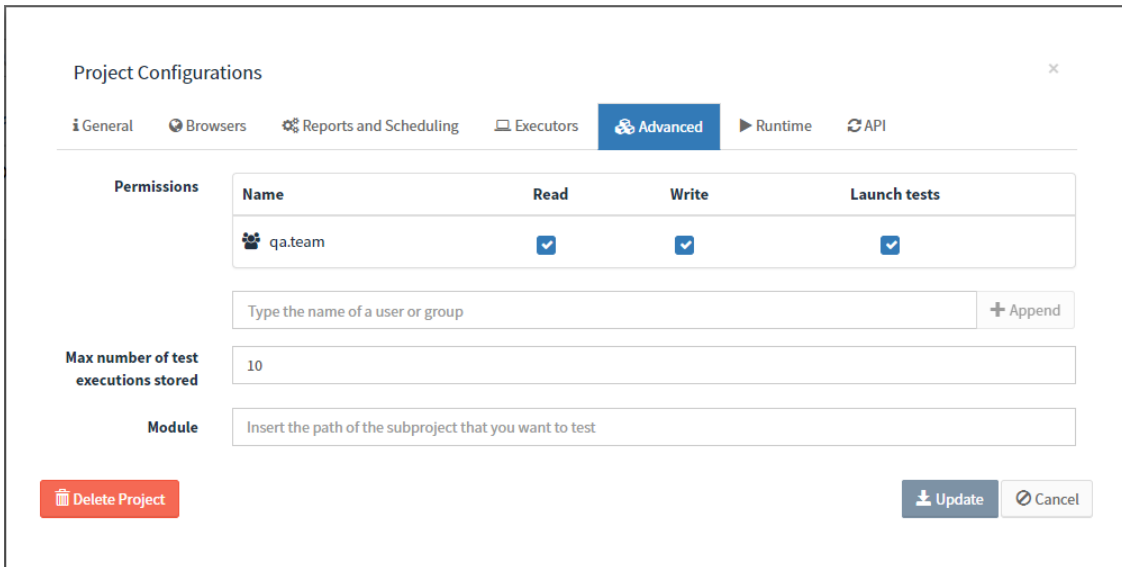 Project Configurations
×
General Browsers Reports and Scheduling Executors Advanced Runtime API
Permissions
Name Read Write Launch tests
qa.team
Type the name of a user or group Append
Max number of test
executions stored
10
Module Insert the path of the subproject that you want to test
Delete Project Update Cancel